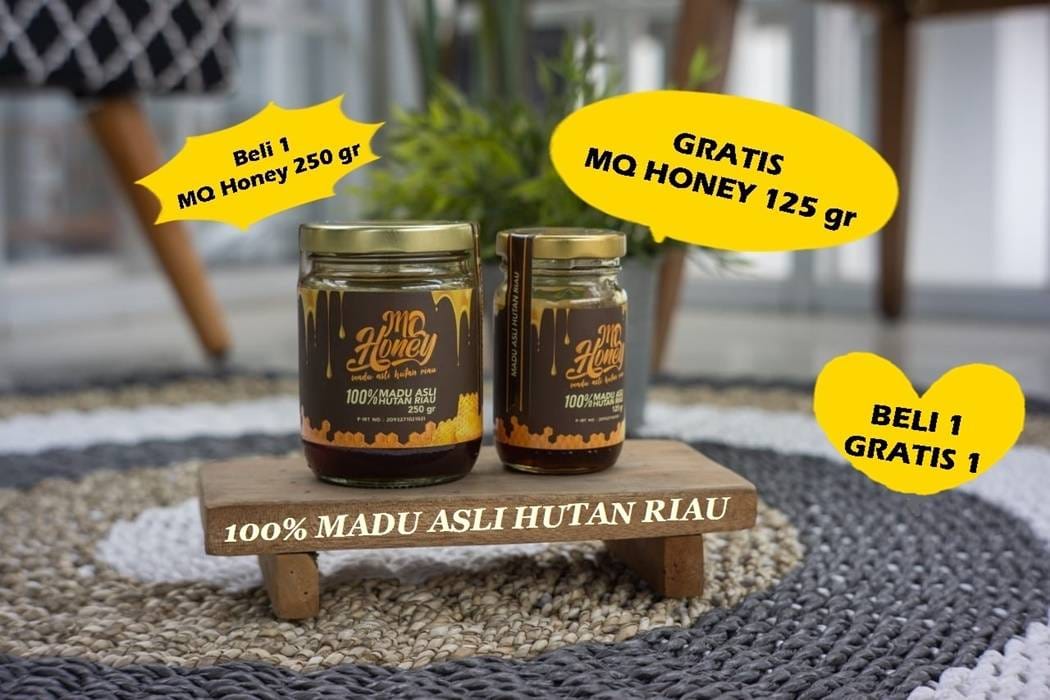 Beli 1
MQ Honey 250 gr
GRATIS
MQ HONEY 125 gr
MQ
Honey
madu asli hutan riau
100% MADU ASLI
HUTAN RIAU
250 gr
MADU ASLI HUTAN RIAU
MQ
Honey
madu asli hutan riau
100% MADU ASLI
HUTAN RIAU
125 gr
BELI 1
GRATIS 1
100% MADU ASLI HUTAN RIAU